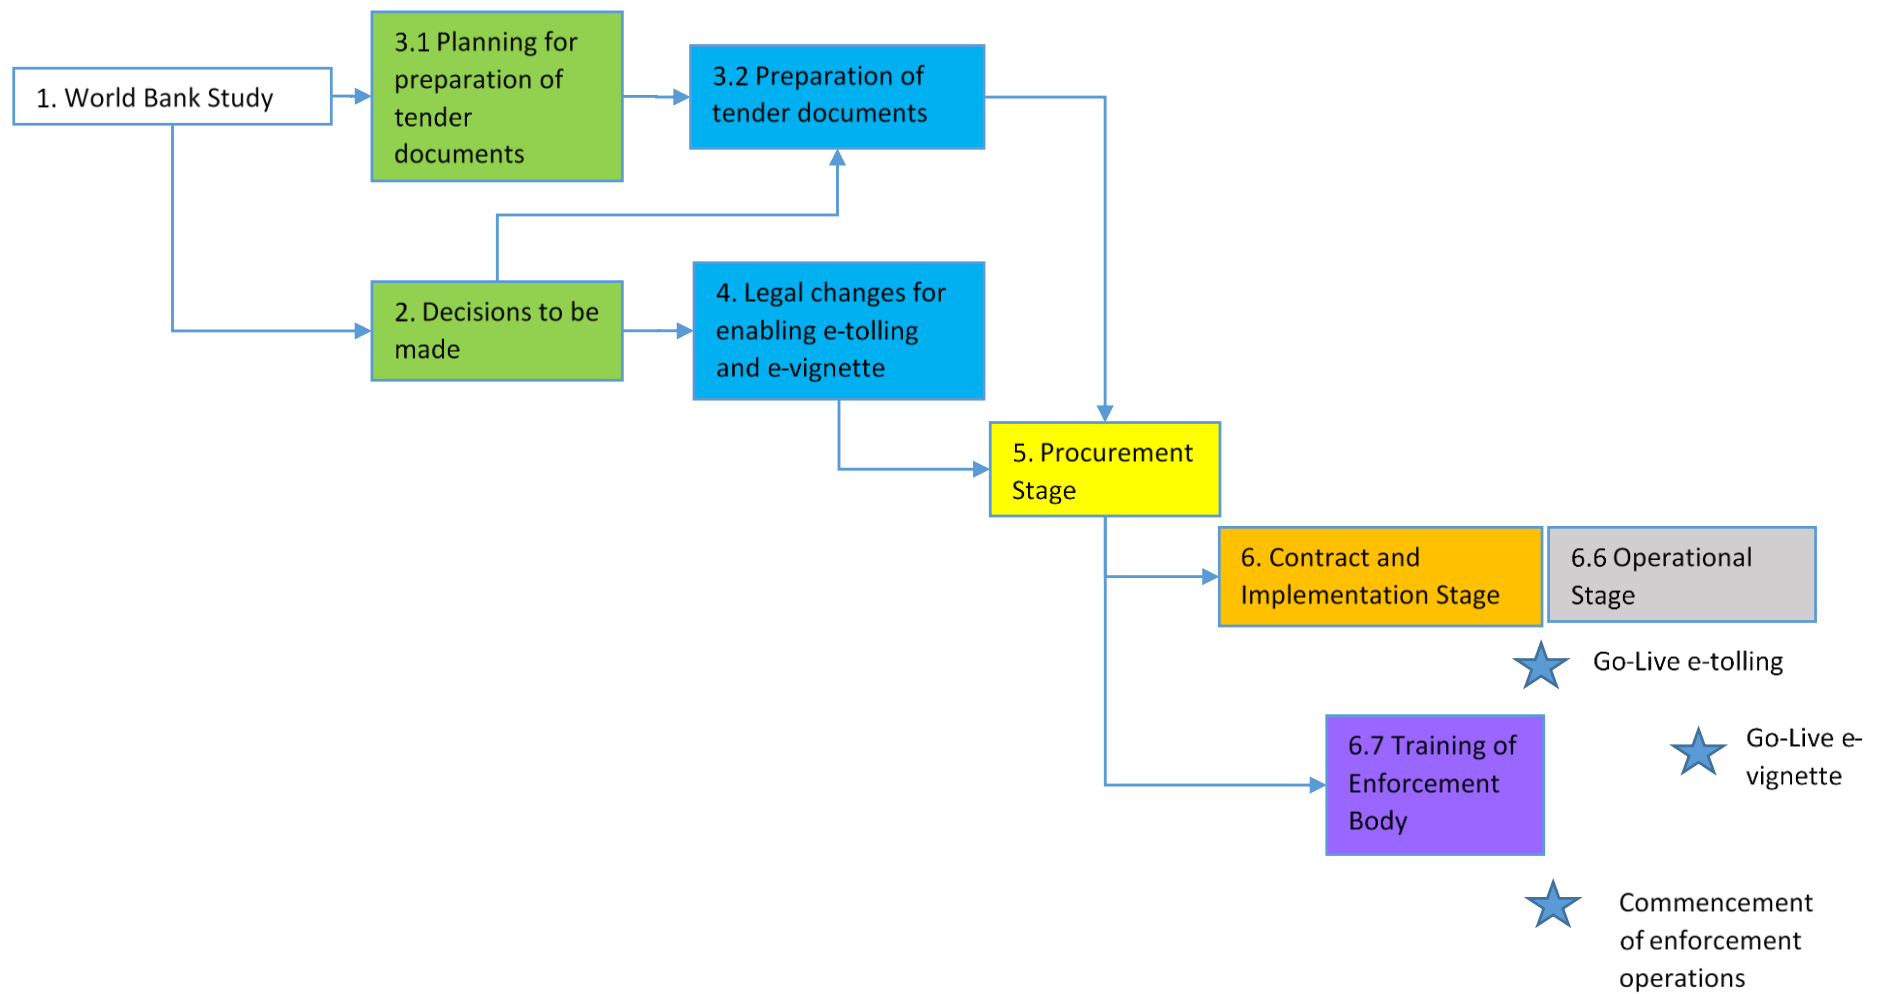 1. World Bank Study
3.1 Planning for
preparation of
tender
documents
3.2 Preparation of
tender documents
2. Decisions to be
made
4. Legal changes for
enabling e-tolling
and e-vignette
5. Procurement
Stage
6. Contract and
Implementation Stage
6.6 Operational
Stage
Go-Live e-tolling
Go-Live e-
vignette
6.7 Training of
Enforcement
Body
Commencement
of enforcement
operations